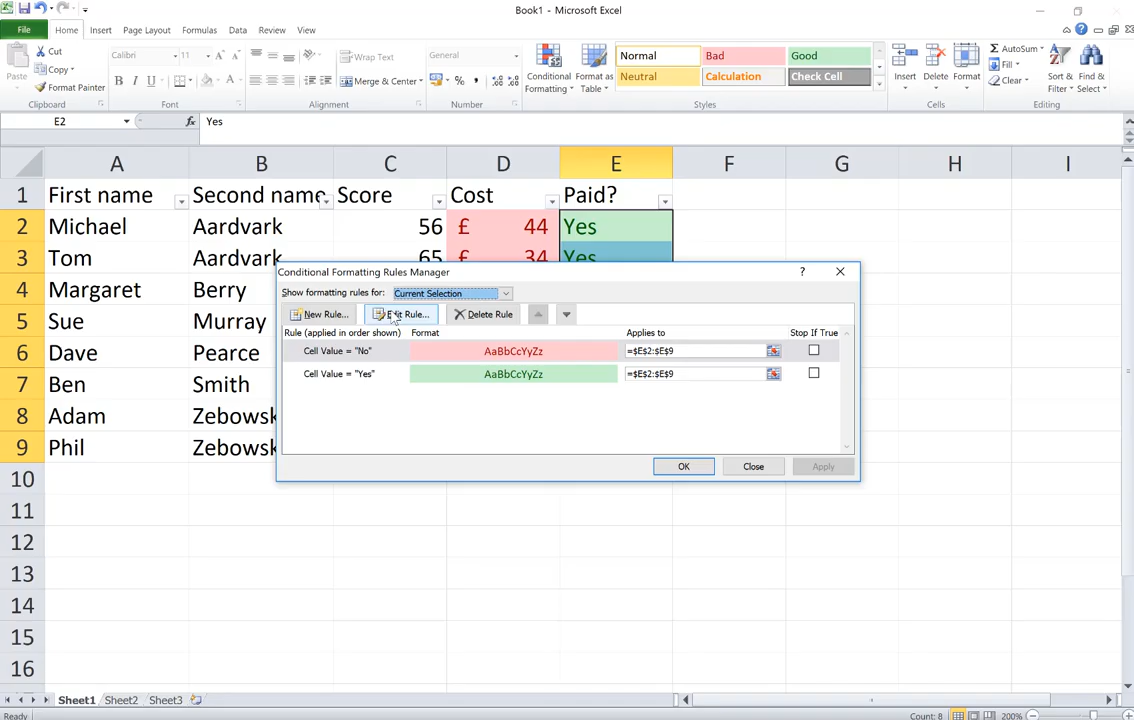 Book1 - Microsoft Excel
File Home Insert Page Layout Formulas Data Review View
Paste
Cut
Copy
Format Painter
Clipboard
Calibri 11 A A
B I U A
Font
Wrap Text
Merge & Center
Alignment
General
% ,
Number
Conditional Formatting
Format as Table
Normal Bad Good
Neutral Calculation Check Cell
Styles
Insert Delete Format
Cells
AutoSum
Fill
Clear
Sort & Filter
Find & Select
Editing
E2 fx Yes
A B C D E F G H I
1 First name Second name Score Cost Paid?
2 Michael Aardvark 56 £ 44 Yes
3 Tom Aardvark 65 £ 34 Yes
4 Margaret Berry
5 Sue Murray
6 Dave Pearce
7 Ben Smith
8 Adam Zebowsk
9 Phil Zebowsk
10
11
12
13
14
15
16
Conditional Formatting Rules Manager ?
Show formatting rules for: Current Selection
New Rule... Edit Rule... Delete Rule
Rule (applied in order shown) Format Applies to Stop If True
Cell Value = "No" AaBbCcYyZz =$E$2:$E$9
Cell Value = "Yes" AaBbCcYyZz =$E$2:$E$9
OK Close Apply
Sheet1 Sheet2 Sheet3
Ready Count: 8 200%